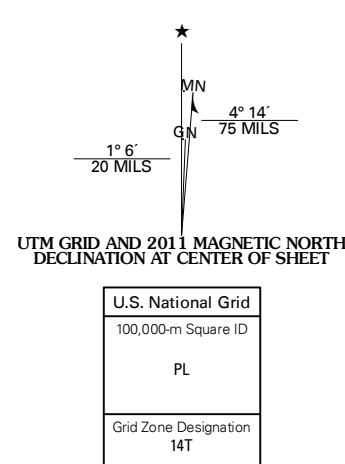 ★
MN
GN
4° 14´
75 MILS
1° 6´
20 MILS
UTM GRID AND 2011 MAGNETIC NORTH
DECLINATION AT CENTER OF SHEET
U.S. National Grid
100,000-m Square ID
PL
Grid Zone Designation
14T